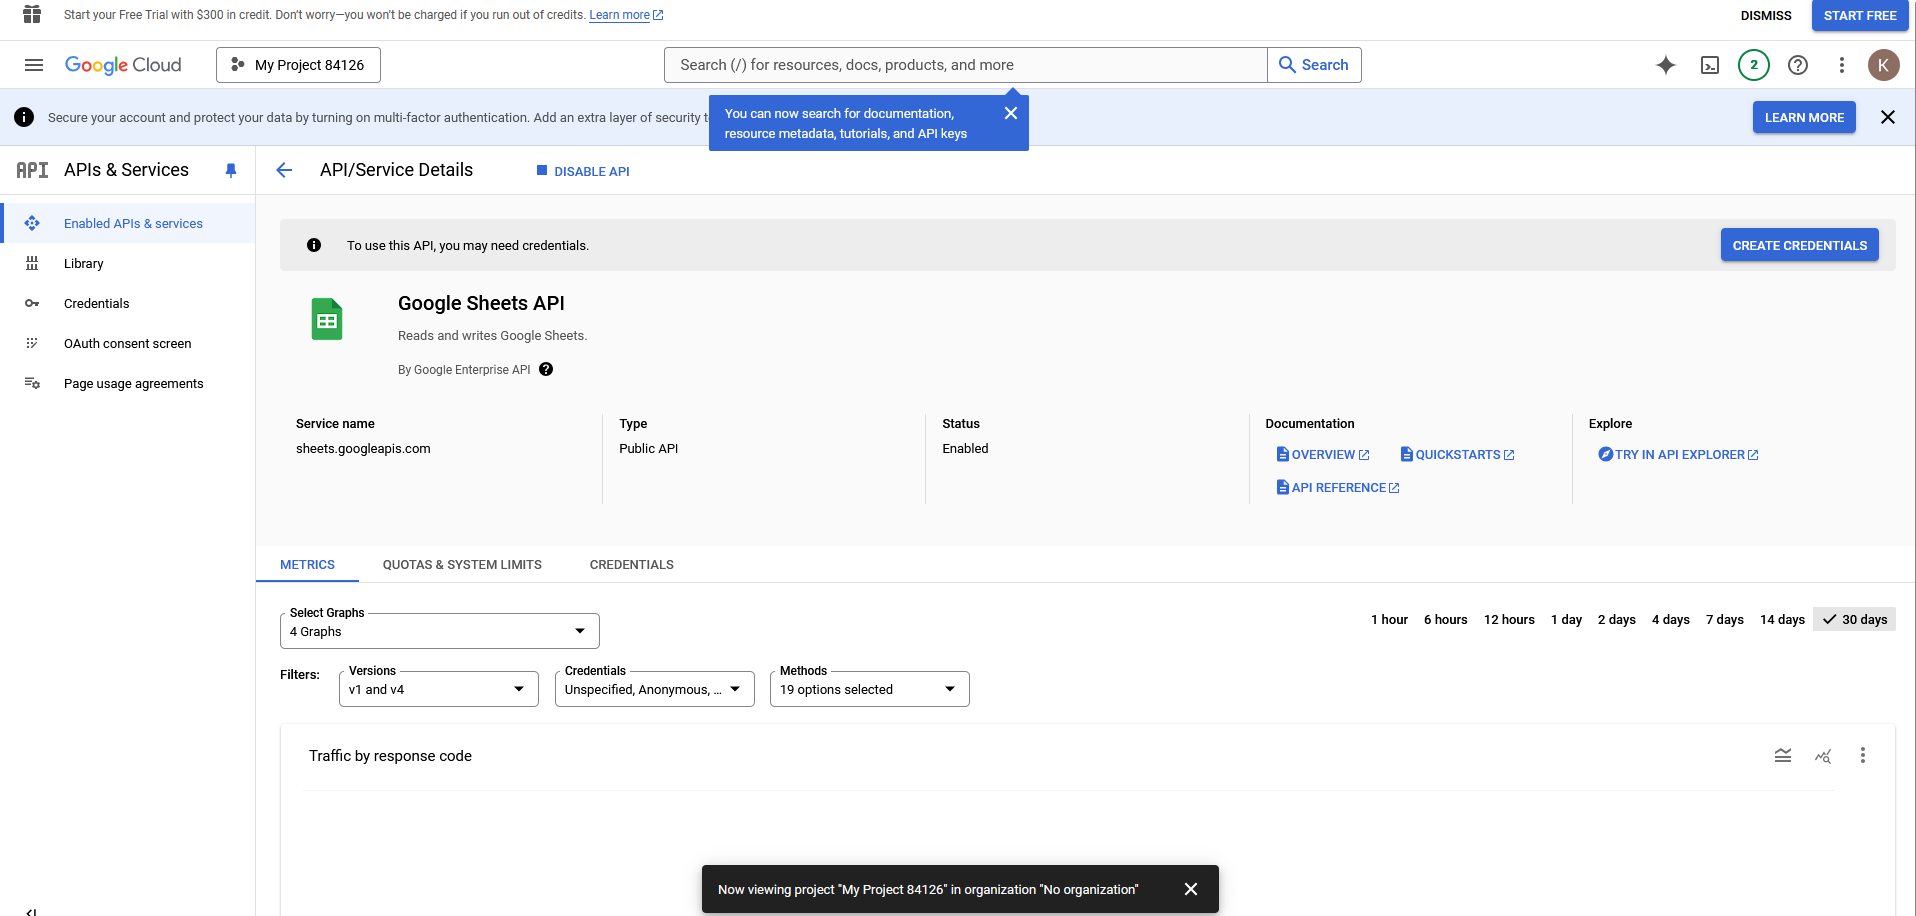 Start your Free Trial with $300 in credit. Don't worry—you won't be charged if you run out of credits. Learn more
DISMISS
START FREE
Google Cloud
My Project 84126
Search (/) for resources, docs, products, and more
Search
2
K
Secure your account and protect your data by turning on multi-factor authentication. Add an extra layer of security
LEARN MORE
You can now search for documentation,
resource metadata, tutorials, and API keys
API APIs & Services
API/Service Details
DISABLE API
Enabled APIs & services
Library
Credentials
OAuth consent screen
Page usage agreements
To use this API, you may need credentials.
CREATE CREDENTIALS
Google Sheets API
Reads and writes Google Sheets.
By Google Enterprise API
Service name
sheets.googleapis.com
Type
Public API
Status
Enabled
Documentation
OVERVIEW
QUICKSTARTS
API REFERENCE
Explore
TRY IN API EXPLORER
METRICS
QUOTAS & SYSTEM LIMITS
CREDENTIALS
Select Graphs
4 Graphs
1 hour
6 hours
12 hours
1 day
2 days
4 days
7 days
14 days
30 days
Filters:
Versions
v1 and v4
Credentials
Unspecified, Anonymous, ...
Methods
19 options selected
Traffic by response code
Now viewing project "My Project 84126" in organization "No organization"